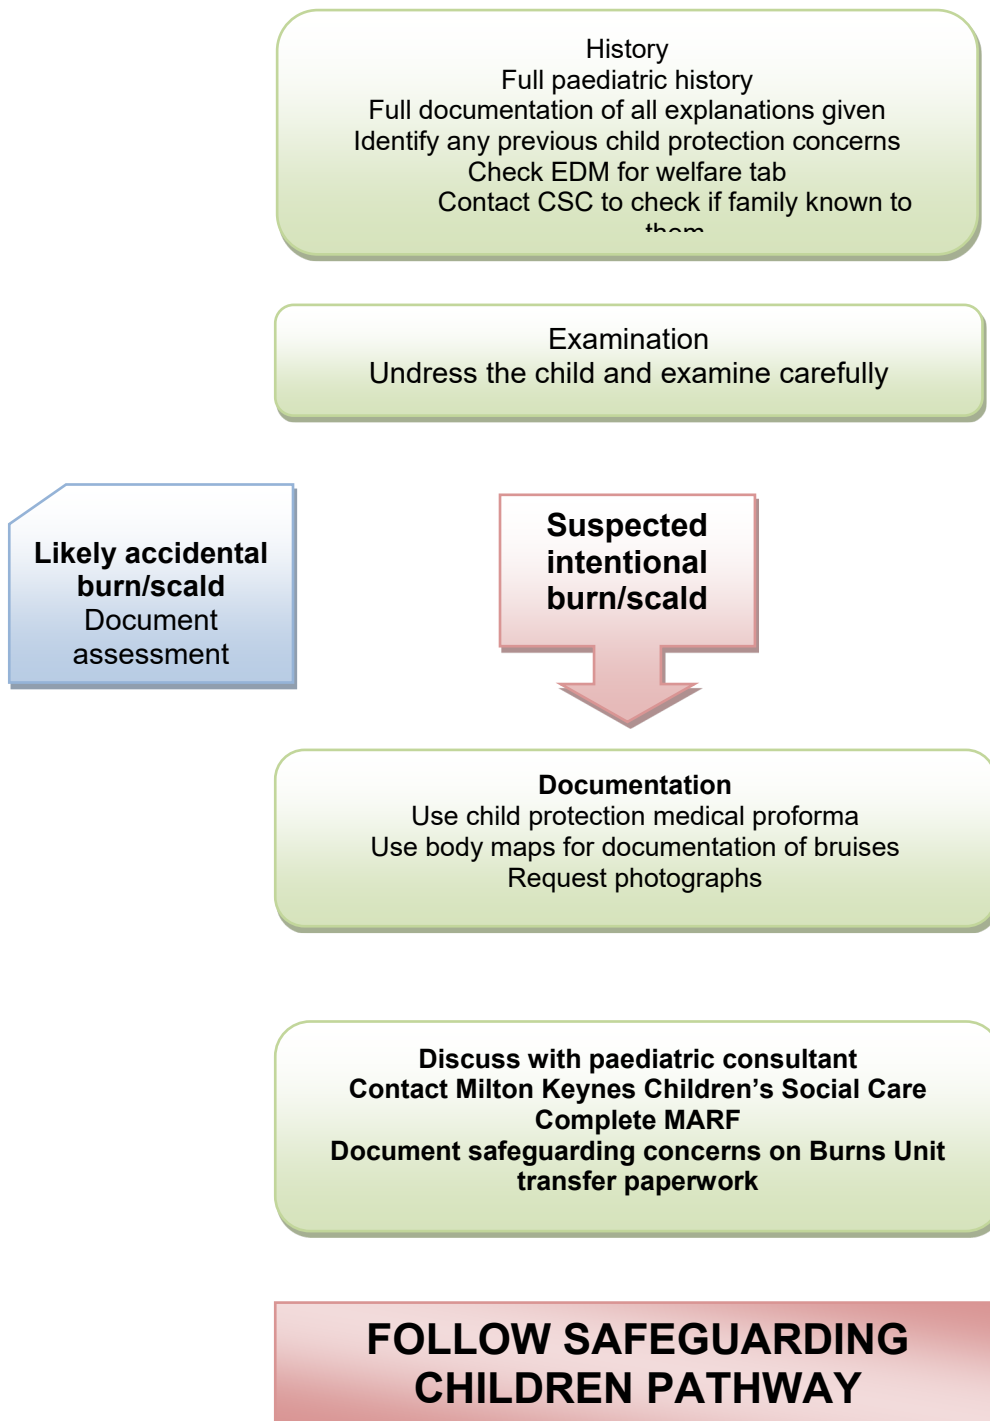 History
Full paediatric history
Full documentation of all explanations given
Identify any previous child protection concerns
Check EDM for welfare tab
Contact CSC to check if family known to
them
Examination
Undress the child and examine carefully
Likely accidental
burn/scald
Document
assessment
Suspected
intentional
burn/scald
Documentation
Use child protection medical proforma
Use body maps for documentation of bruises
Request photographs
Discuss with paediatric consultant
Contact Milton Keynes Children’s Social Care
Complete MARF
Document safeguarding concerns on Burns Unit
transfer paperwork
FOLLOW SAFEGUARDING
CHILDREN PATHWAY